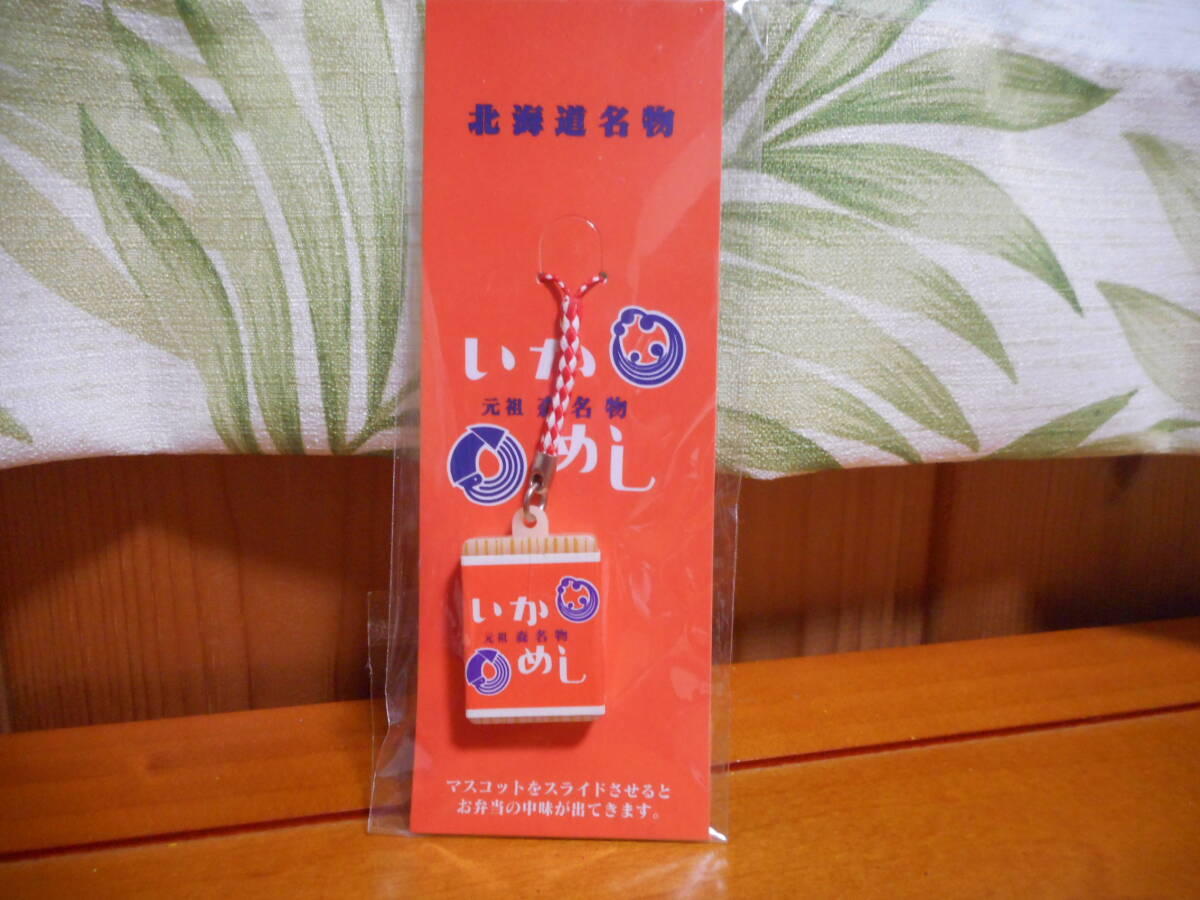 北海道名物
いか
元祖 森名物
めし
いか
元祖 森名物
めし
マスコットをスライドさせると
お弁当の中味が出てきます。